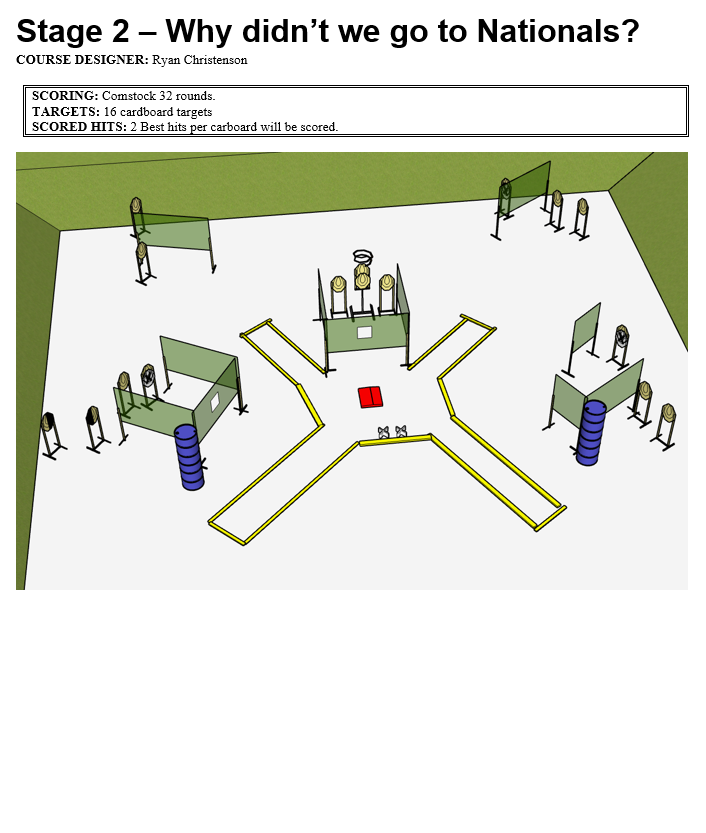 Stage 2 – Why didn’t we go to Nationals?
COURSE DESIGNER: Ryan Christenson
SCORING: Comstock 32 rounds.
TARGETS: 16 cardboard targets
SCORED HITS: 2 Best hits per carboard will be scored.